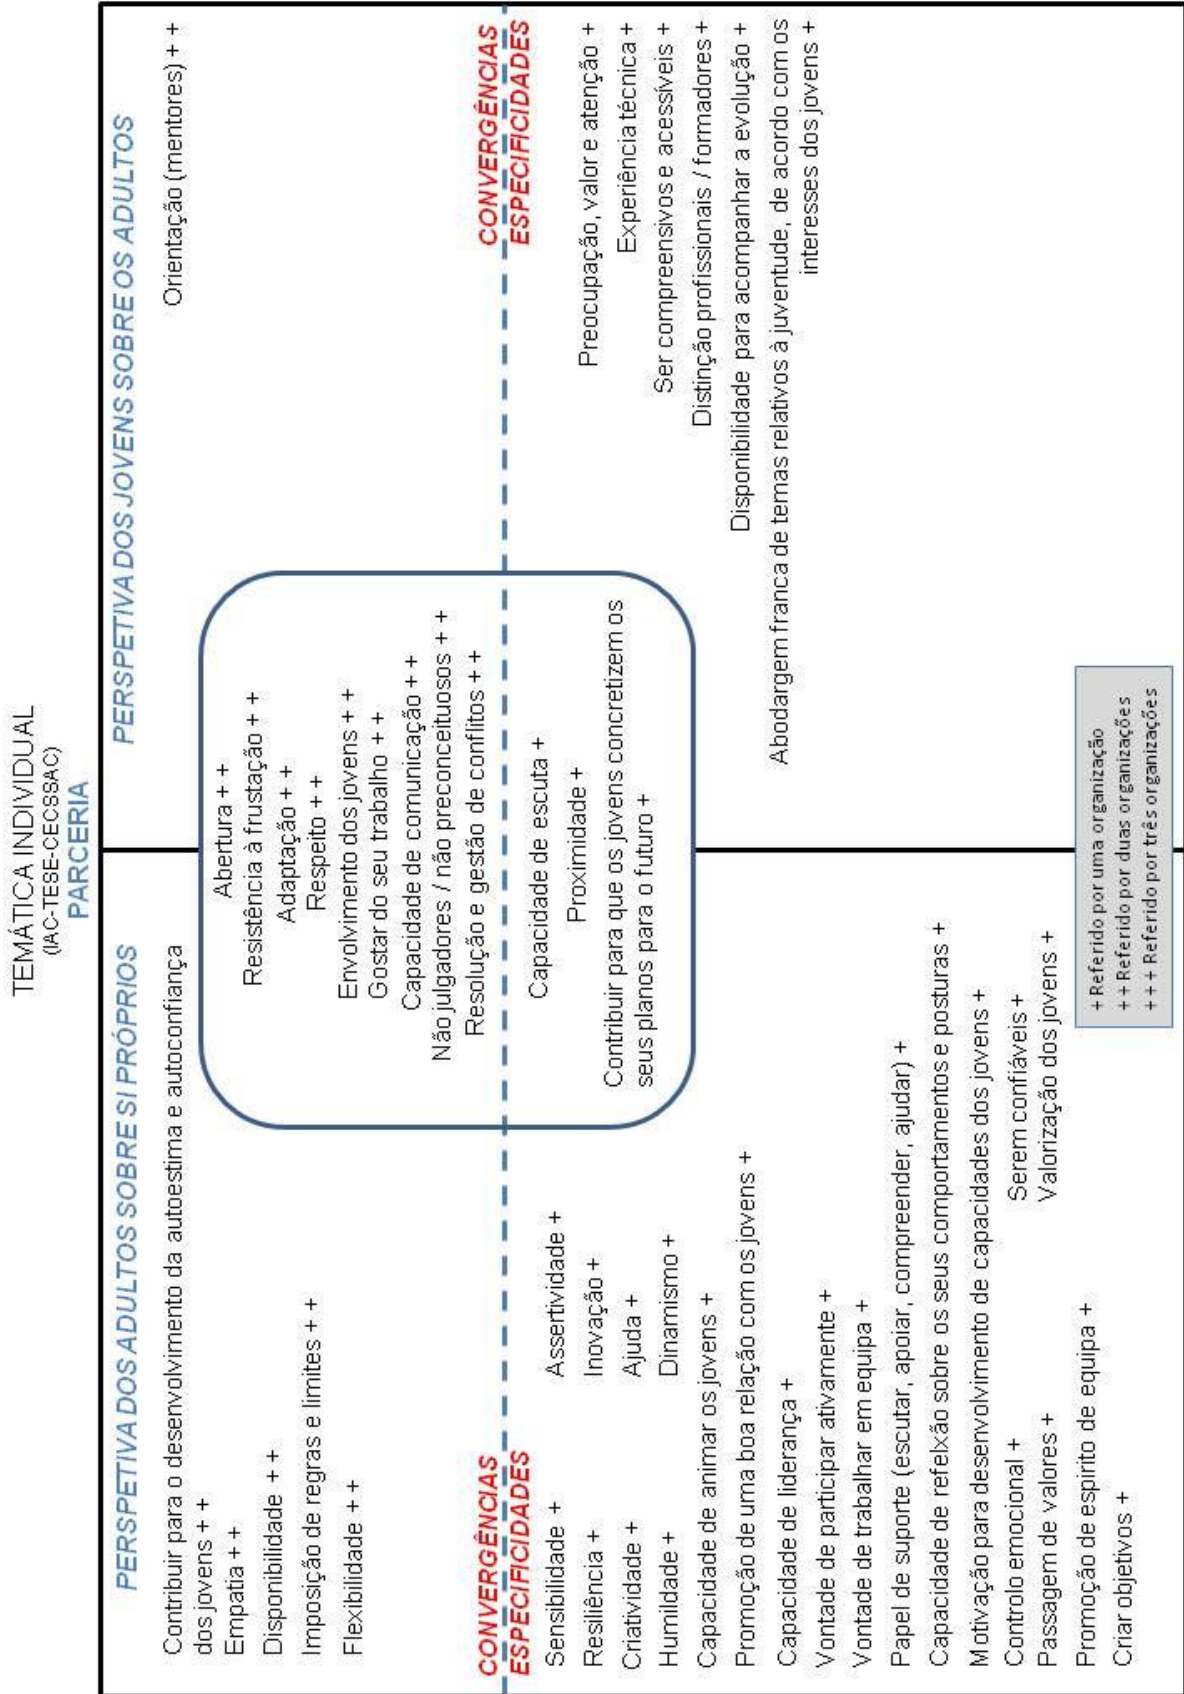 TEMÁTICA INDIVIDUAL
(IAC-TESE-CECSSAC)
PARCERIA
PERSPETIVA DOS ADULTOS SOBRE SI PRÓPRIOS
Contribuir para o desenvolvimento da autoestima e autoconfiança
dos jovens + +
Empatia ++
Disponibilidade + +
Imposição de regras e limites + +
Flexibilidade + +
CONVERGÊNCIAS
ESPECIFICIDADES
Sensibilidade +
Assertividade +
Resiliência +
Inovação +
Criatividade +
Ajuda +
Humildade +
Dinamismo +
Capacidade de animar os jovens +
Promoção de uma boa relação com os jovens +
Capacidade de liderança +
Vontade de participar ativamente +
Vontade de trabalhar em equipa +
Papel de suporte (escutar, apoiar, compreender, ajudar) +
Capacidade de refelxão sobre os seus comportamentos e posturas +
Motivação para desenvolvimento de capacidades dos jovens +
Controlo emocional +
Serem confiáveis +
Passagem de valores +
Valorização dos jovens +
Promoção de espirito de equipa +
Criar objetivos +
Abertura + +
Resistência à frustação + +
Adaptação + +
Respeito + +
Envolvimento dos jovens + +
Gostar do seu trabalho ++
Capacidade de comunicação + +
Não julgadores / não preconceituosos + +
Resolução e gestão de conflitos + +
Capacidade de escuta +
Proximidade +
Contribuir para que os jovens concretizem os
seus planos para o futuro +
PERSPETIVA DOS JOVENS SOBRE OS ADULTOS
Orientação (mentores) + +
CONVERGÊNCIAS
ESPECIFICIDADES
Preocupação, valor e atenção +
Experiência técnica +
Ser compreensivos e acessíveis +
Distinção profissionais / formadores +
Disponibilidade para acompanhar a evolução +
Abodargem franca de temas relativos à juventude, de acordo com os
interesses dos jovens +
+ Referido por uma organização
+ + Referido por duas organizações
+ + + Referido por três organizações